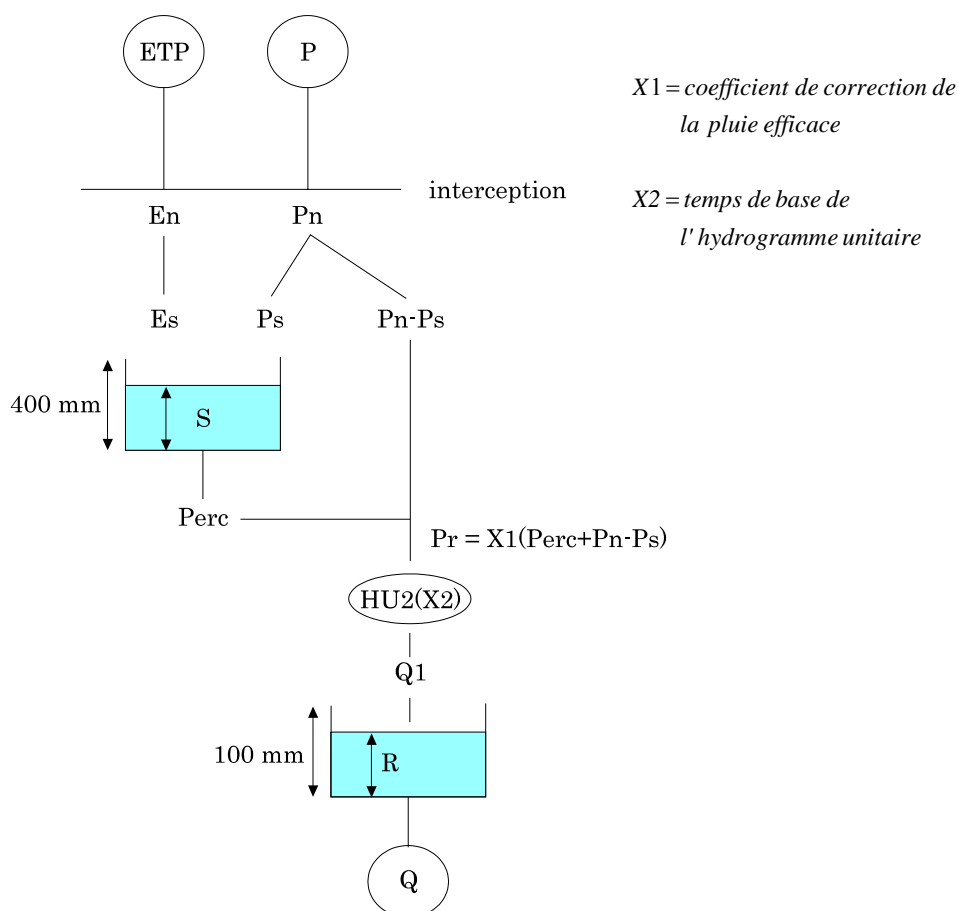 ETP P
X1 = coefficient de correction de
la pluie efficace
interception
X2 = temps de base de
l' hydrogramme unitaire
En Pn
Es Ps Pn-Ps
400 mm
S
Perc
Pr = X1(Perc+Pn-Ps)
HU2(X2)
Q1
100 mm
R
Q